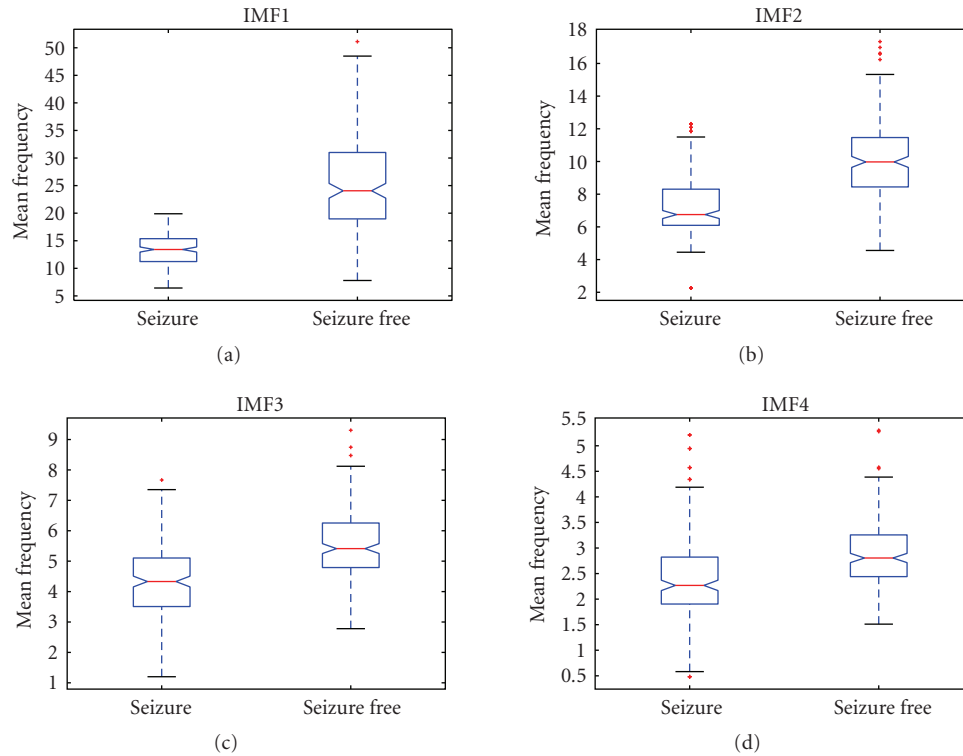 IMF1
50
45
40
35
30
25
20
15
10
5
Mean frequency
Seizure
Seizure free
(a)
IMF2
18
16
14
12
10
8
6
4
2
Mean frequency
Seizure
Seizure free
(b)
IMF3
9
8
7
6
5
4
3
2
1
Mean frequency
Seizure
Seizure free
(c)
IMF4
5.5
5
4.5
4
3.5
3
2.5
2
1.5
1
0.5
Mean frequency
Seizure
Seizure free
(d)